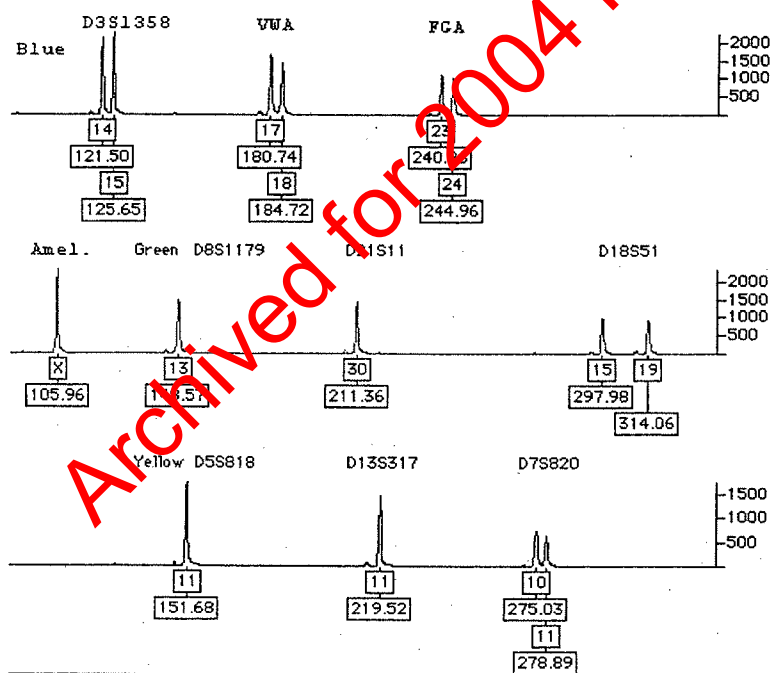 D3S1358 VWA FGA
Blue
2000
1500
1000
500
14 17 23
121.50 180.74
15 18 24
125.65 184.72 244.96
Amel. Green D8S1179 D18S51
2000
1500
1000
500
X 13 30 15 19
105.96 211.36 297.98
314.06
Yellow D5S818 D13S317 D7S820
1500
1000
500
11 11 10
151.68 219.52 275.03
11
278.89
Archived for 2004